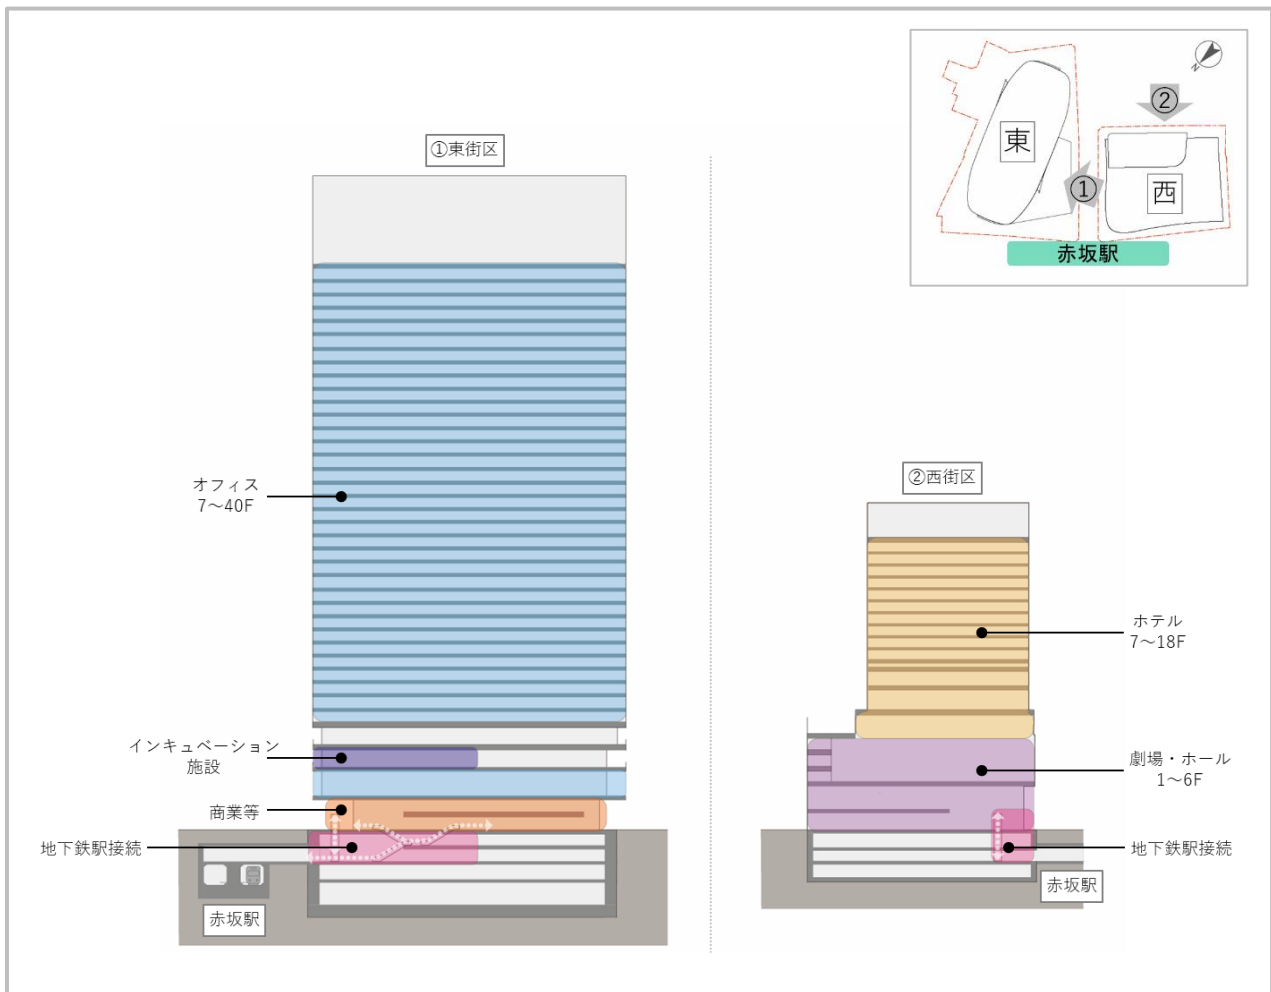 ①東街区
オフィス
7～40F
インキュベーション
施設
商業等
地下鉄駅接続
赤坂駅
②西街区
ホテル
7～18F
劇場・ホール
1～6F
地下鉄駅接続
赤坂駅
N
東
西
①
②
赤坂駅